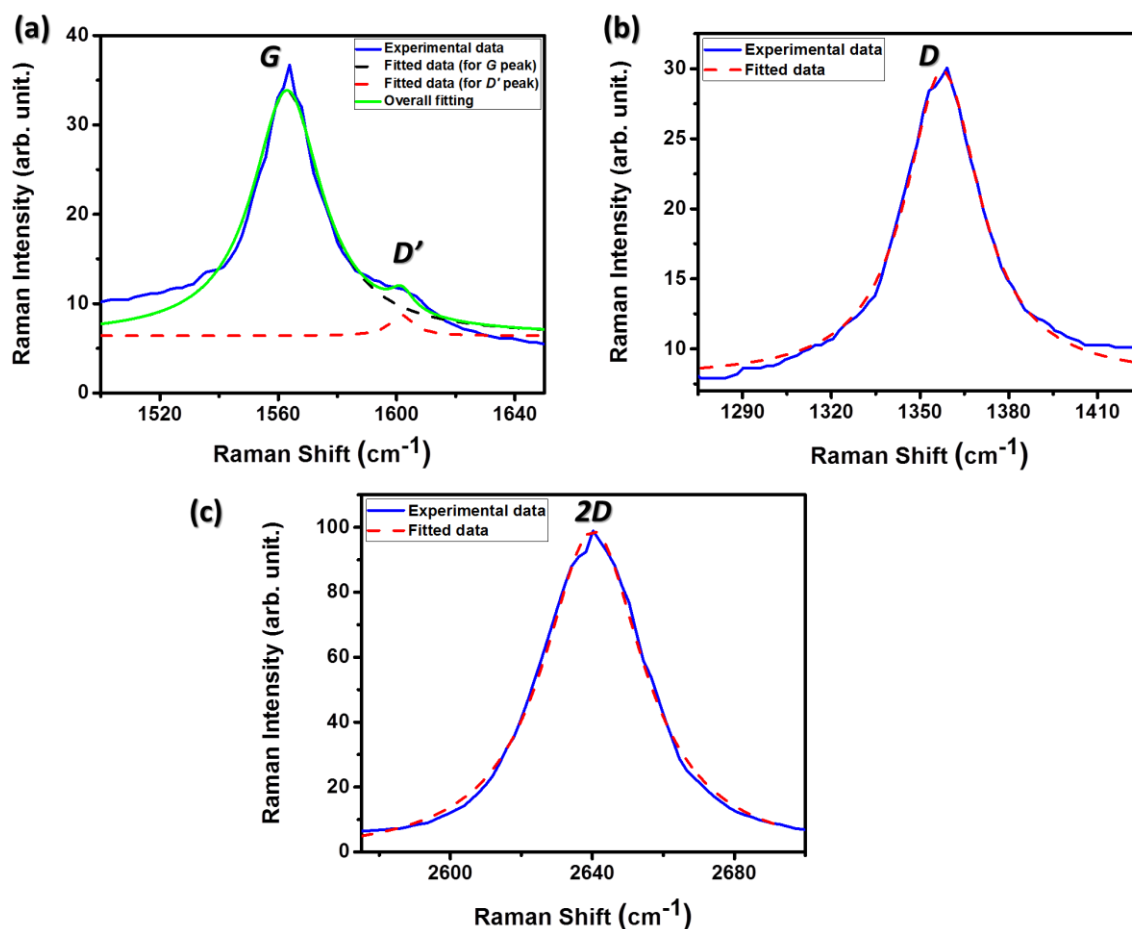 (a)
40
30
20
10
0
1520 1560 1600 1640
Raman Intensity (arb. unit.)
Raman Shift (cm⁻¹)
G
D'
Experimental data
Fitted data (for G peak)
Fitted data (for D' peak)
Overall fitting
(b)
30
25
20
15
10
1290 1320 1350 1380 1410
Raman Intensity (arb. unit.)
Raman Shift (cm⁻¹)
D
Experimental data
Fitted data
(c)
100
80
60
40
20
0
2600 2640 2680
Raman Intensity (arb. unit.)
Raman Shift (cm⁻¹)
2D
Experimental data
Fitted data